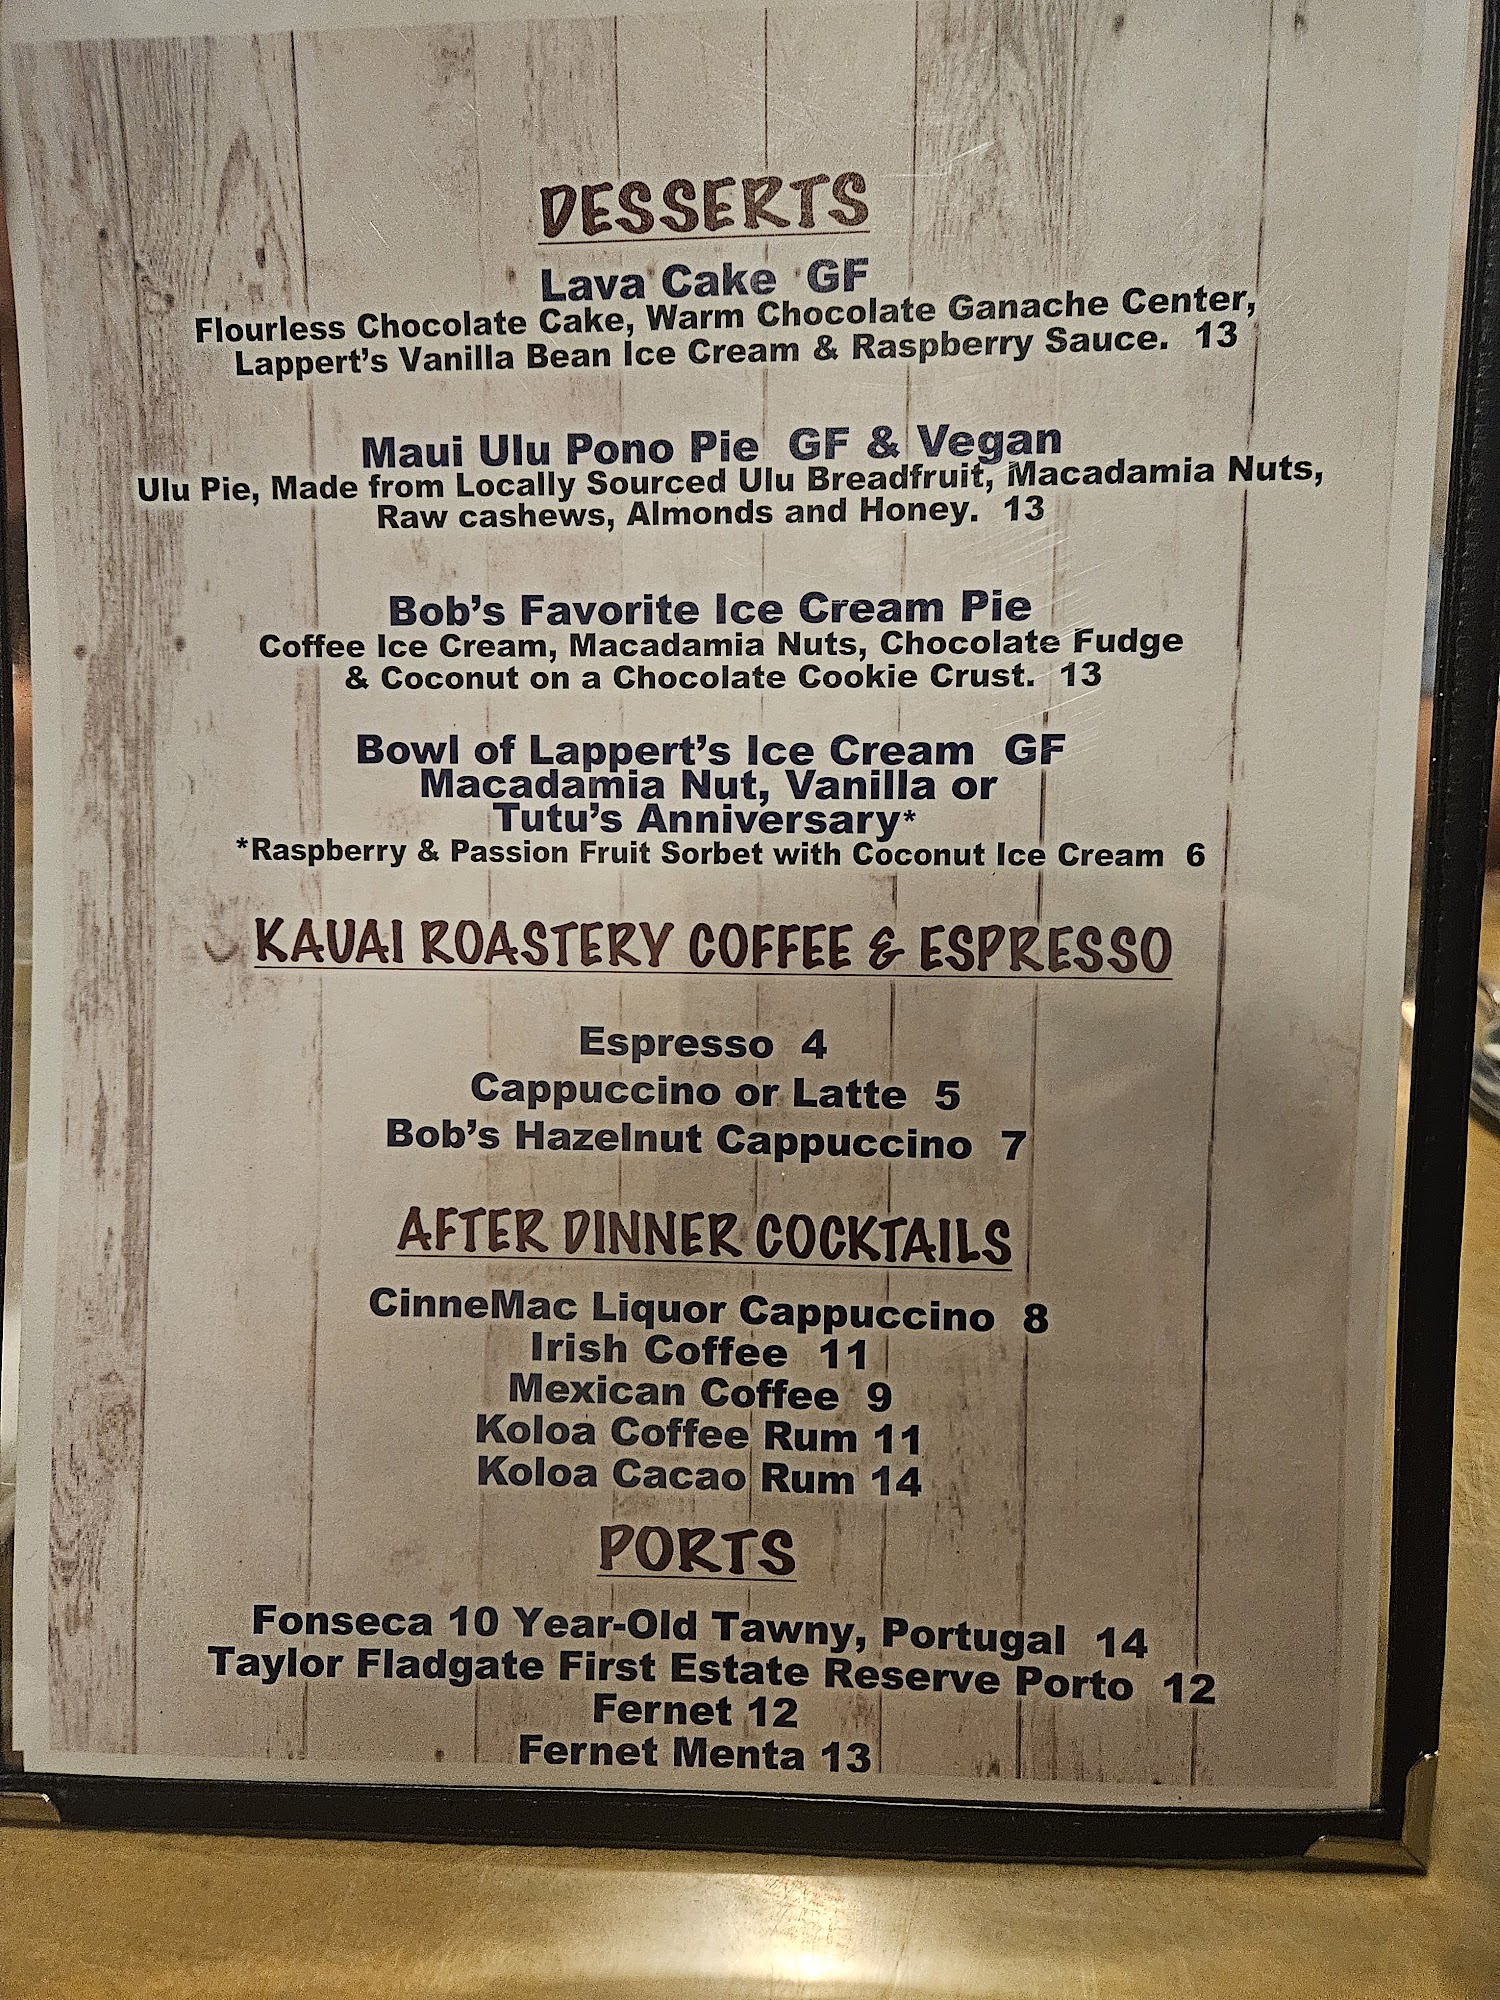 DESSERTS
Lava Cake GF
Flourless Chocolate Cake, Warm Chocolate Ganache Center,
Lappert's Vanilla Bean Ice Cream & Raspberry Sauce. 13
Maui Ulu Pono Pie GF & Vegan
Ulu Pie, Made from Locally Sourced Ulu Breadfruit, Macadamia Nuts,
Raw cashews, Almonds and Honey. 13
Bob's Favorite Ice Cream Pie
Coffee Ice Cream, Macadamia Nuts, Chocolate Fudge
& Coconut on a Chocolate Cookie Crust. 13
Bowl of Lappert's Ice Cream GF
Macadamia Nut, Vanilla or
Tutu's Anniversary*
*Raspberry & Passion Fruit Sorbet with Coconut Ice Cream 6
KAUAI ROASTERY COFFEE & ESPRESSO
Espresso 4
Cappuccino or Latte 5
Bob's Hazelnut Cappuccino 7
AFTER DINNER COCKTAILS
CinneMac Liquor Cappuccino 8
Irish Coffee 11
Mexican Coffee 9
Koloa Coffee Rum 11
Koloa Cacao Rum 14
PORTS
Fonseca 10 Year-Old Tawny, Portugal 14
Taylor Fladgate First Estate Reserve Porto 12
Fernet 12
Fernet Menta 13